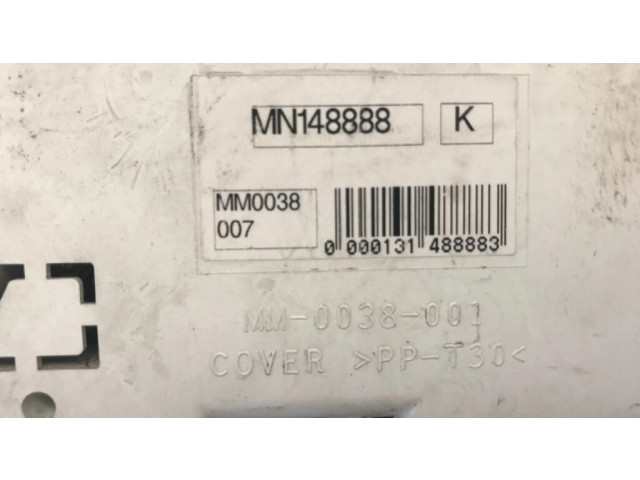 MN148888 K
MM0038
007
0 000131 488883
MM-0038-001
COVER >PP-T30<